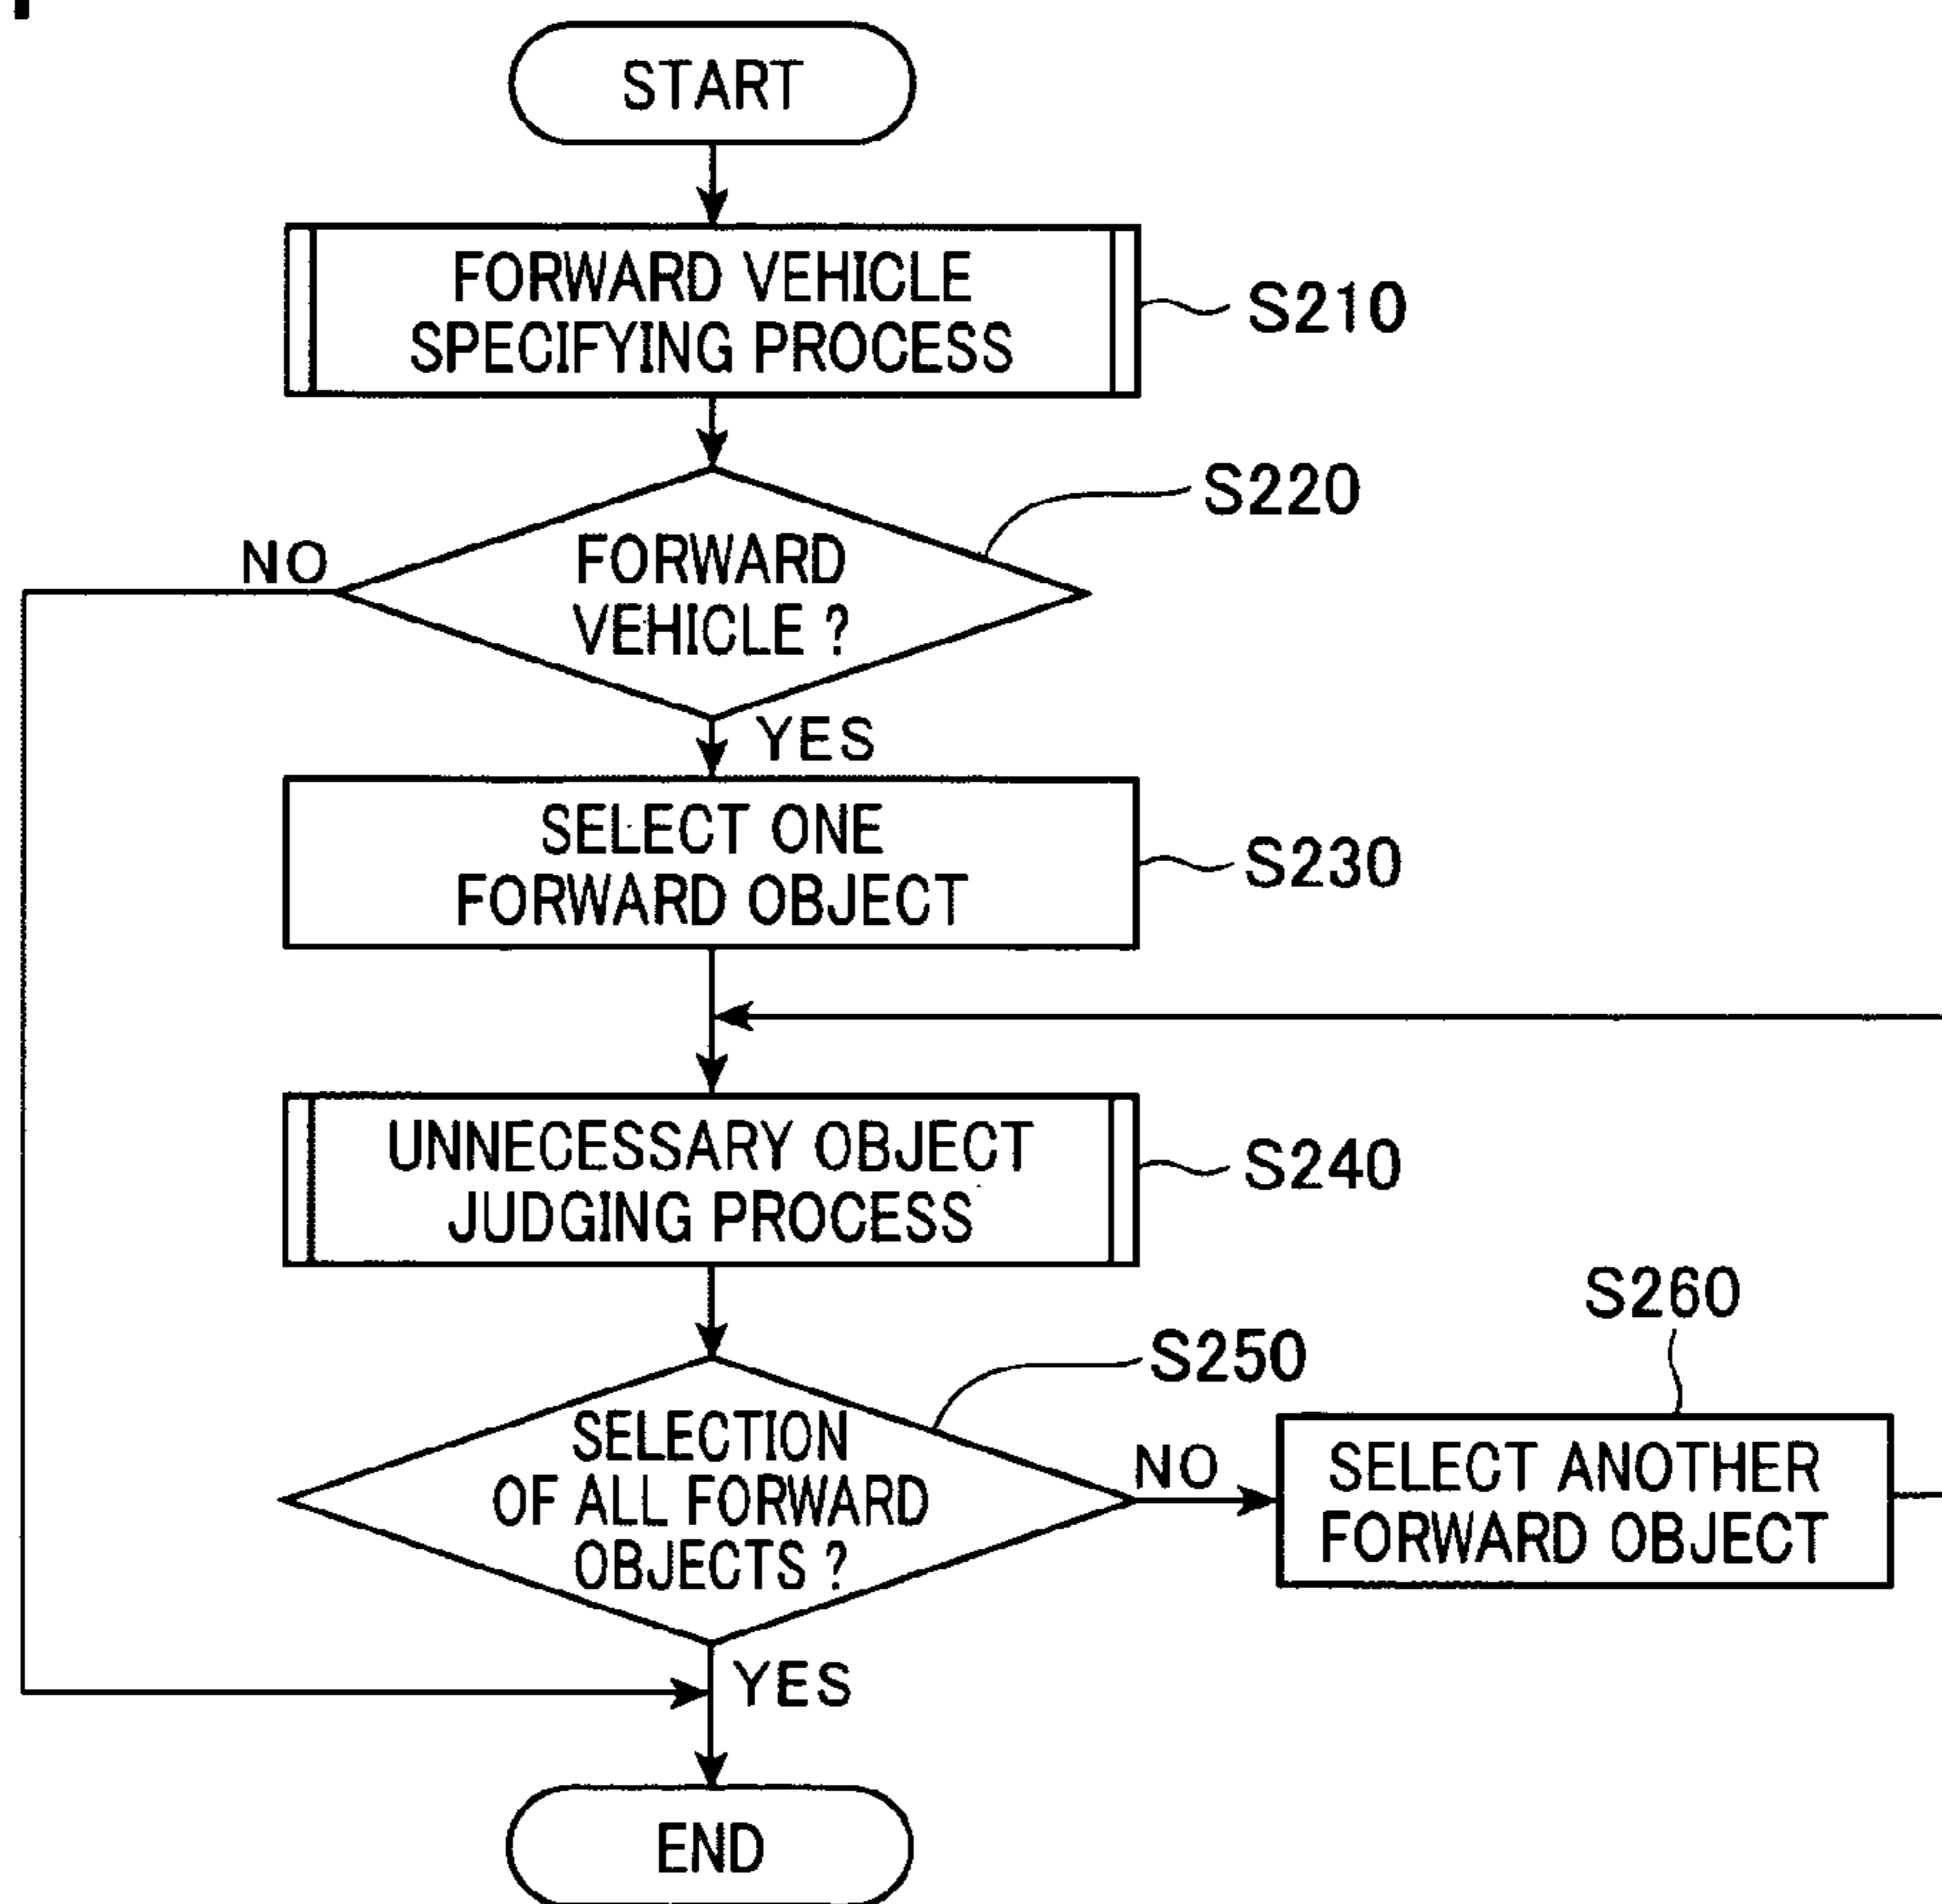 START
FORWARD VEHICLE
SPECIFYING PROCESS
S210
S220
NO
FORWARD
VEHICLE ?
YES
SELECT ONE
FORWARD OBJECT
S230
UNNECESSARY OBJECT
JUDGING PROCESS
S240
S250
S260
SELECTION
OF ALL FORWARD
OBJECTS ?
NO
SELECT ANOTHER
FORWARD OBJECT
YES
END